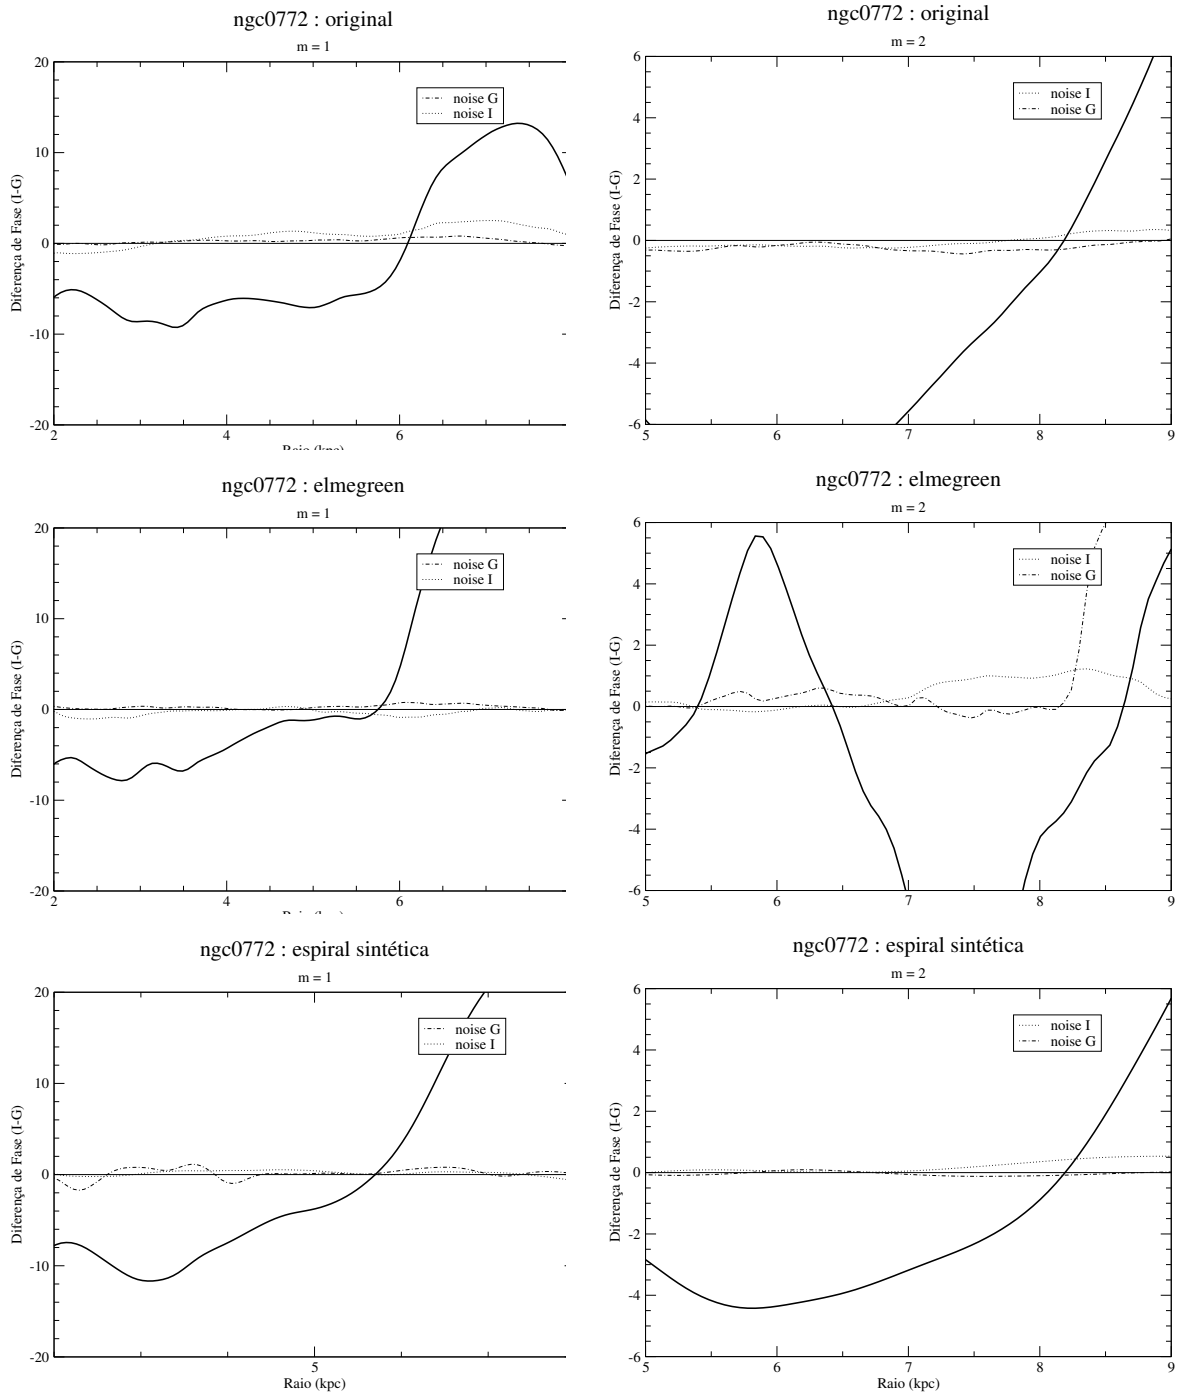 ngc0772 : original
m = 1
20
10
0
-10
-20
2
4
6
Diferença de Fase (I-G)
noise G
noise I
Raio (kpc)
ngc0772 : original
m = 2
6
4
2
0
-2
-4
-6
5
6
7
8
9
Diferença de Fase (I-G)
noise I
noise G
ngc0772 : elmegreen
m = 1
20
10
0
-10
-20
2
4
6
Diferença de Fase (I-G)
noise G
noise I
Raio (kpc)
ngc0772 : elmegreen
m = 2
6
4
2
0
-2
-4
-6
5
6
7
8
9
Diferença de Fase (I-G)
noise I
noise G
ngc0772 : espiral sintética
m = 1
20
10
0
-10
-20
5
Diferença de Fase (I-G)
noise G
noise I
Raio (kpc)
ngc0772 : espiral sintética
m = 2
6
4
2
0
-2
-4
-6
5
6
7
8
9
Diferença de Fase (I-G)
noise I
noise G
Raio (kpc)